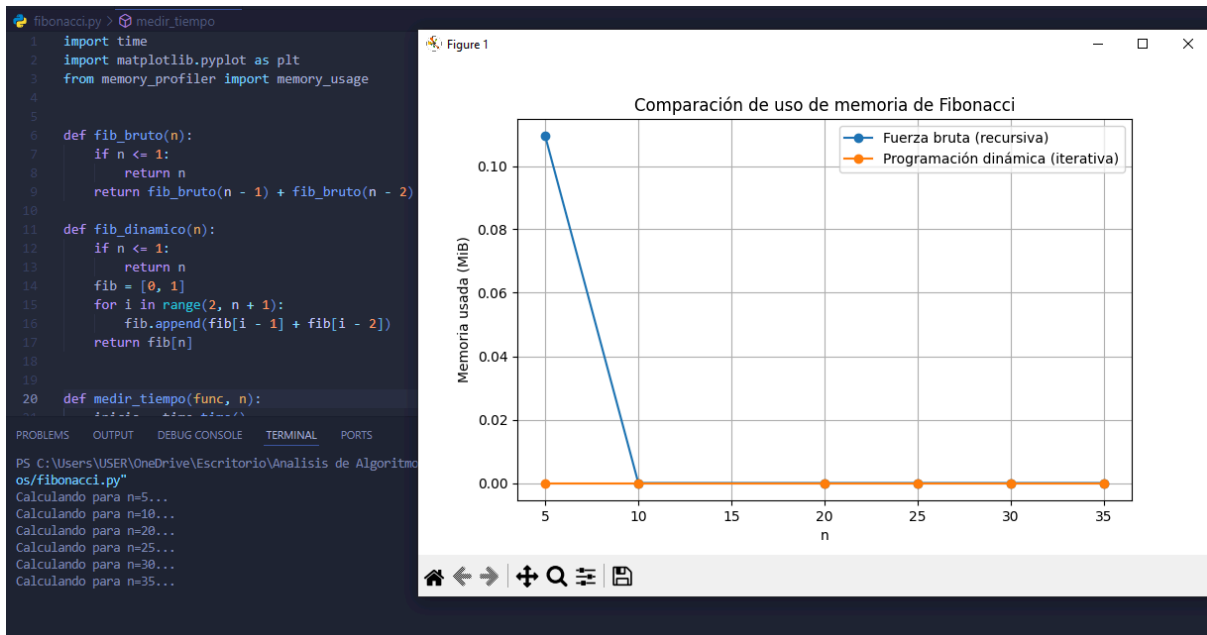 fibonacci.py > medir_tiempo
1 import time
2 import matplotlib.pyplot as plt
3 from memory_profiler import memory_usage
4
5
6 def fib_bruto(n):
7 if n <= 1:
8 return n
9 return fib_bruto(n - 1) + fib_bruto(n - 2)
10
11 def fib_dinamico(n):
12 if n <= 1:
13 return n
14 fib = [0, 1]
15 for i in range(2, n + 1):
16 fib.append(fib[i - 1] + fib[i - 2])
17 return fib[n]
18
19
20 def medir_tiempo(func, n):
PROBLEMS OUTPUT DEBUG CONSOLE TERMINAL PORTS
PS C:\Users\USER\OneDrive\Escritorio\Analisis de Algoritmo
os/fibonacci.py"
Calculando para n=5...
Calculando para n=10...
Calculando para n=20...
Calculando para n=25...
Calculando para n=30...
Calculando para n=35...
Figure 1
Comparación de uso de memoria de Fibonacci
Fuerza bruta (recursiva)
Programación dinámica (iterativa)
Memoria usada (MiB)
0.10
0.08
0.06
0.04
0.02
0.00
5 10 15 20 25 30 35
n